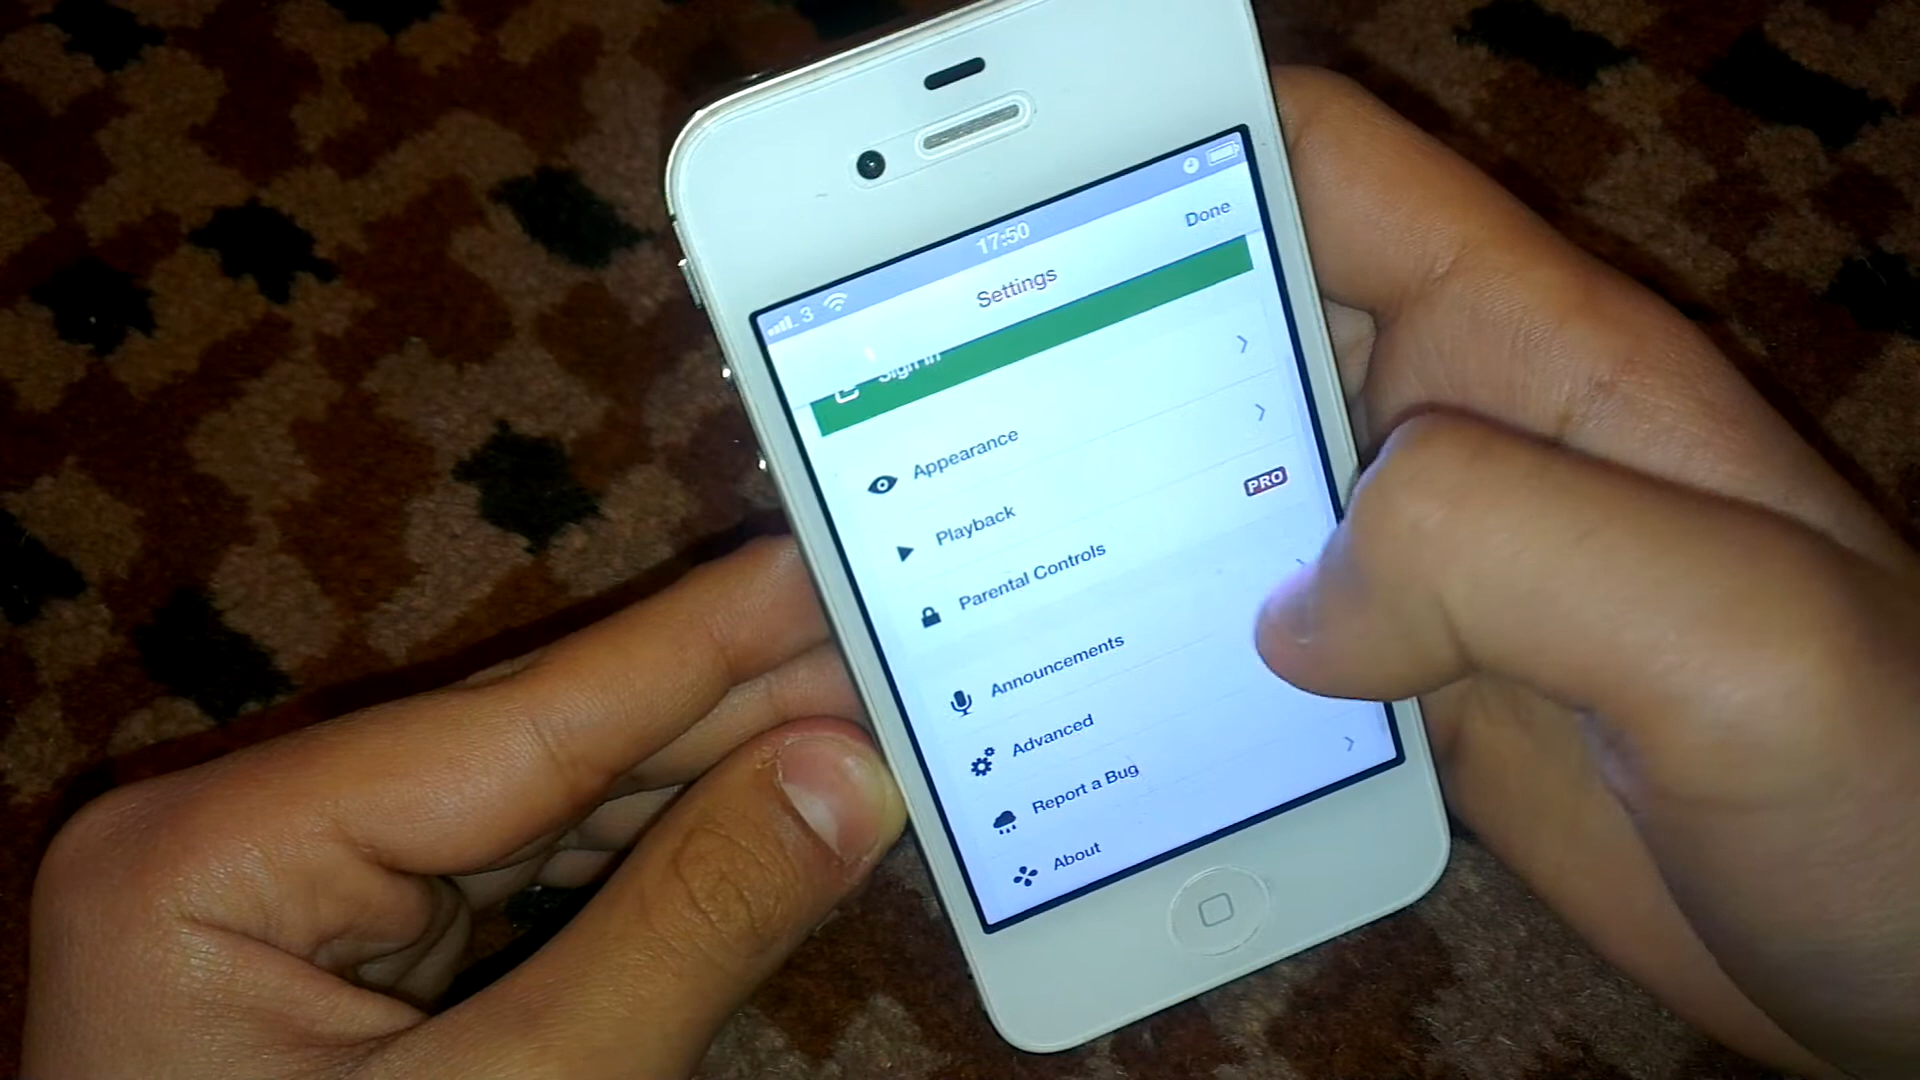 3
17:50
Settings
Done
Sign in
Appearance
Playback
Parental Controls
PRO
Announcements
Advanced
Report a Bug
About